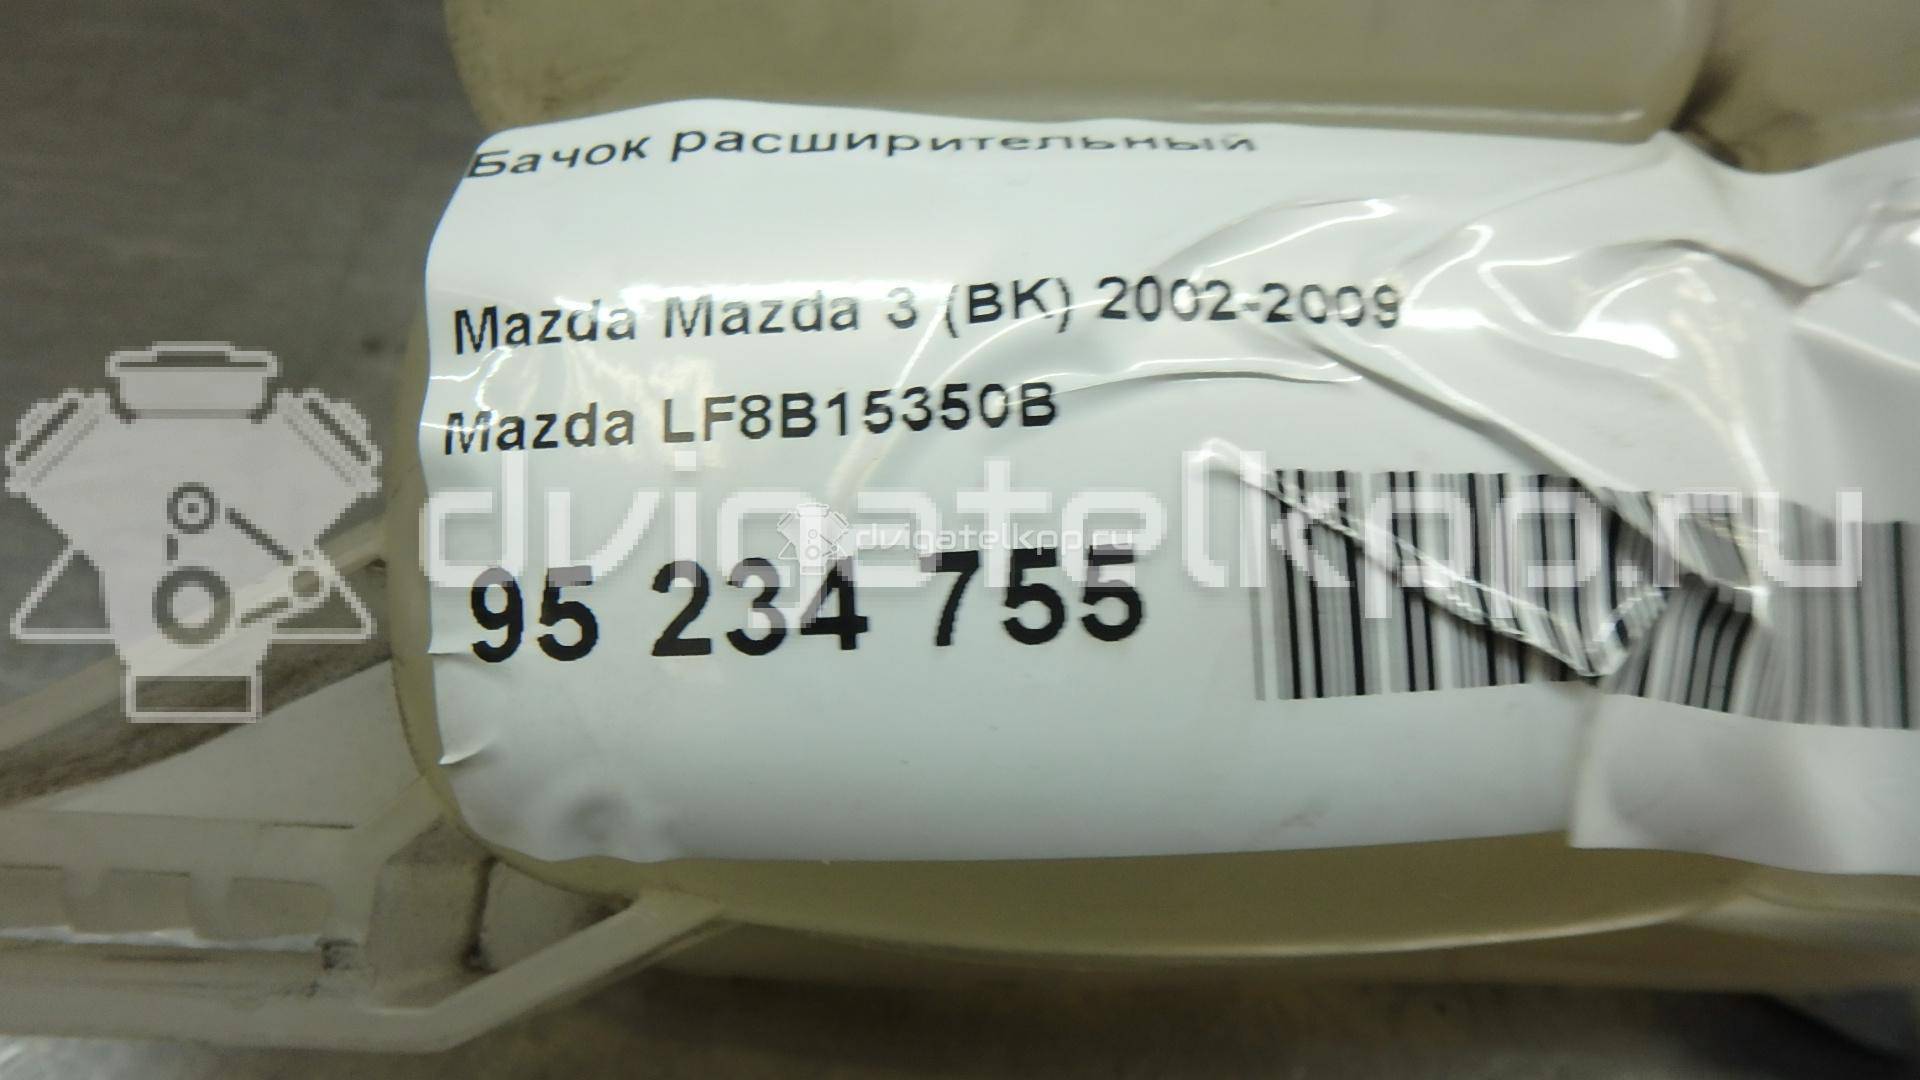 Бачок расширительный
Mazda Mazda 3 (BK) 2002-2009
Mazda LF8B15350B
dvigatelkpp.ru
dvigatelkpp.ru
95 234 755